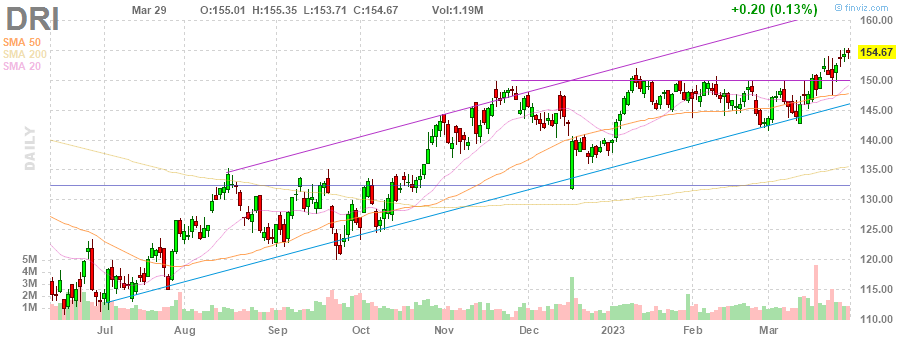 DRI
Mar 29 O:155.01 H:155.35 L:153.71 C:154.67 Vol:1.19M +0.20 (0.13%) © finviz.com
SMA 50
SMA 200
SMA 20
DAILY
160.00
154.67
150.00
145.00
140.00
135.00
130.00
125.00
120.00
115.00
110.00
5M
4M
3M
2M
1M
Jul Aug Sep Oct Nov Dec 2023 Feb Mar